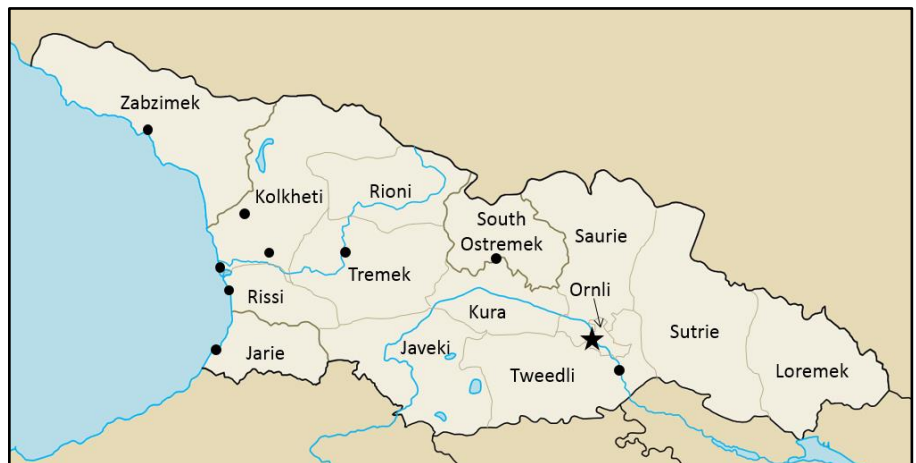 Zabzimek
Kolkheti
Rioni
South
Ostremek
Saurie
Tremek
Ornli
Rissi
Kura
Sutrie
Jarie
Javeki
Tweedli
Loremek